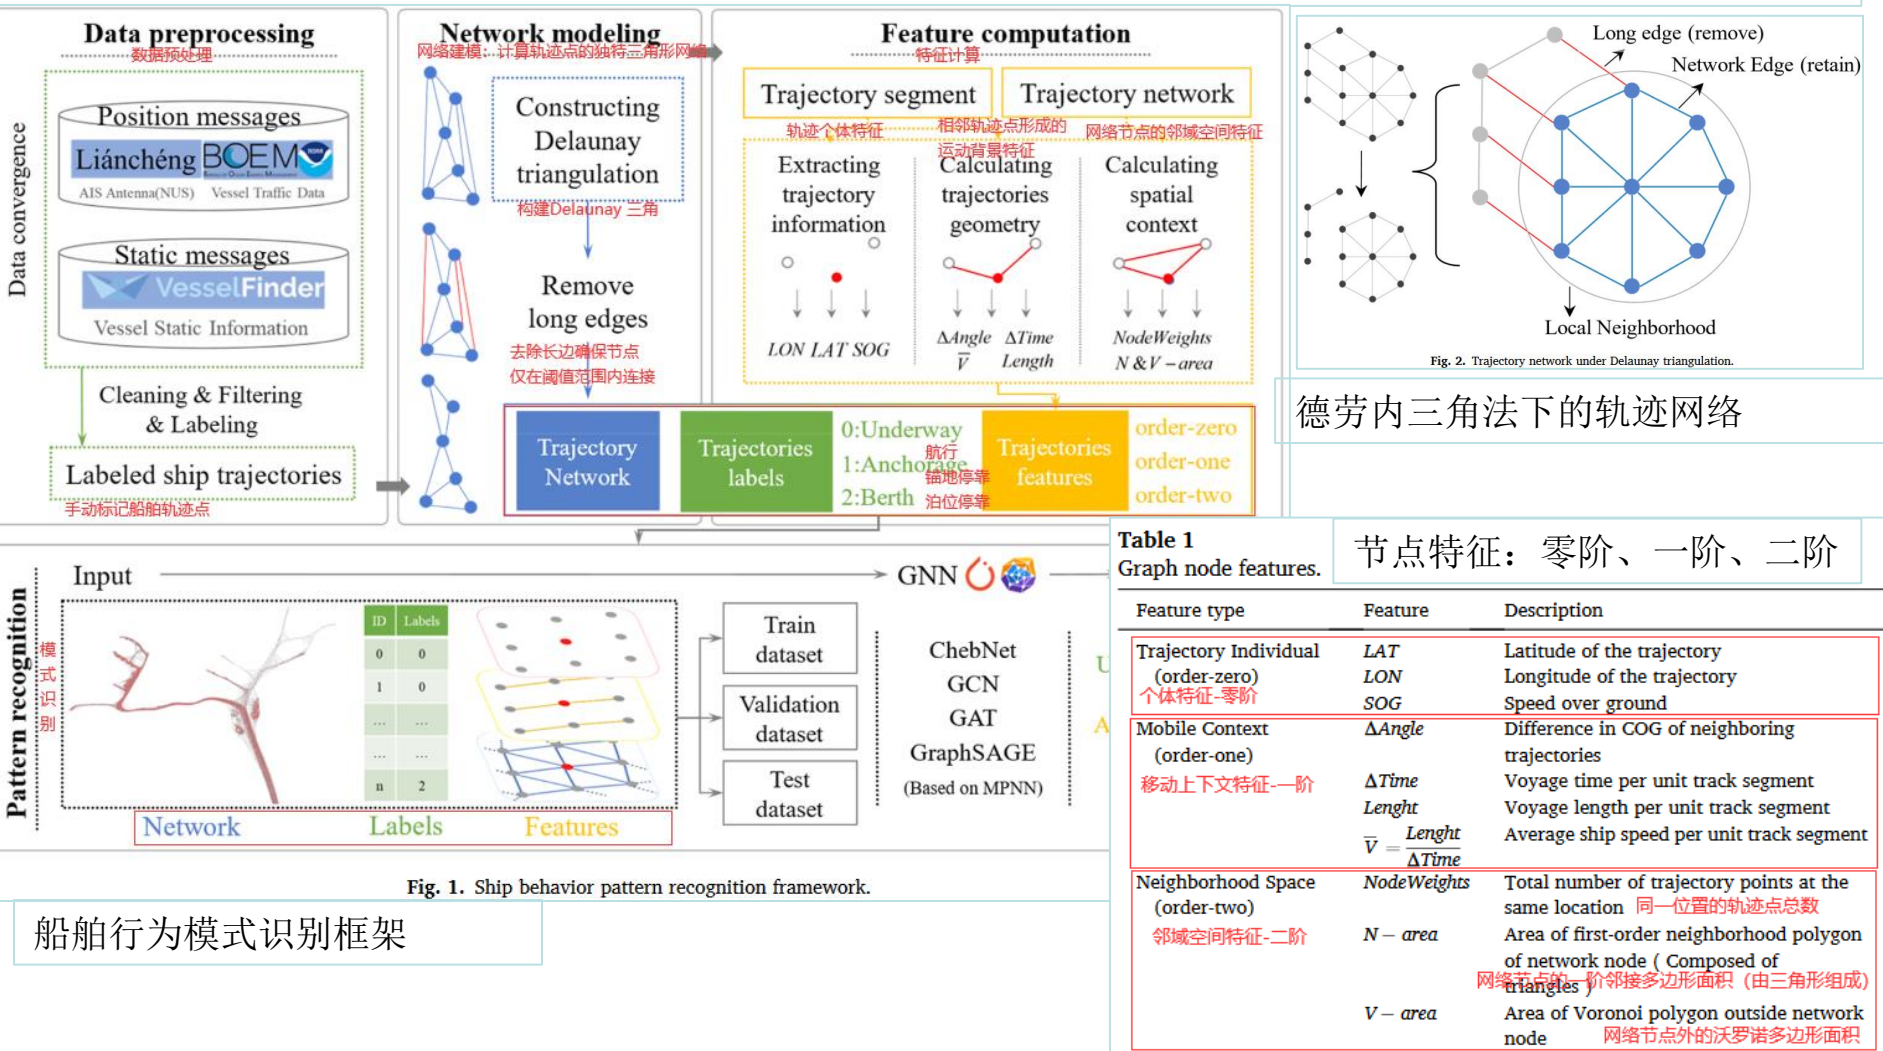 Data preprocessing
数据预处理
Data convergence
Position messages
Liánchéng
BOEM
AIS Antenna(NUS) Vessel Traffic Data
Static messages
VesselFinder
Vessel Static Information
Cleaning & Filtering
& Labeling
Labeled ship trajectories
手动标记船舶轨迹点
Network modeling
网络建模：计算轨迹点的独特三角形网络
Constructing
Delaunay
triangulation
构建Delaunay 三角
Remove
long edges
去除长边确保节点
仅在阈值范围内连接
Feature computation
特征计算
Trajectory segment
Trajectory network
轨迹个体特征
相邻轨迹点形成的
运动背景特征
网络节点的邻域空间特征
Extracting
trajectory
information
Calculating
trajectories
geometry
Calculating
spatial
context
LON LAT SOG
ΔAngle ΔTime
V̅ Length
NodeWeights
N &V－area
Trajectory
Network
Trajectories
labels
0:Underway
航行
1:Anchorage
锚地停靠
2:Berth
泊位停靠
Trajectories
features
order-zero
order-one
order-two
Long edge (remove)
Network Edge (retain)
Local Neighborhood
Fig. 2. Trajectory network under Delaunay triangulation.
德劳内三角法下的轨迹网络
Pattern recognition
模式识别
Input
GNN
ID Labels
0 0
1 0
... ...
... ...
n 2
Network
Labels
Features
Train
dataset
Validation
dataset
Test
dataset
ChebNet
GCN
GAT
GraphSAGE
(Based on MPNN)
U
A
Fig. 1. Ship behavior pattern recognition framework.
船舶行为模式识别框架
Table 1
Graph node features.
节点特征：零阶、一阶、二阶
Feature type Feature Description
Trajectory Individual LAT Latitude of the trajectory
(order-zero) LON Longitude of the trajectory
个体特征-零阶
SOG Speed over ground
Mobile Context ΔAngle Difference in COG of neighboring
(order-one) trajectories
移动上下文特征-一阶
ΔTime Voyage time per unit track segment
Lenght Voyage length per unit track segment
V̅ = Lenght / ΔTime Average ship speed per unit track segment
Neighborhood Space NodeWeights Total number of trajectory points at the
(order-two) same location 同一位置的轨迹点总数
邻域空间特征-二阶
N－area Area of first-order neighborhood polygon
of network node ( Composed of
triangles )
网络节点的一阶邻接多边形面积（由三角形组成）
V－area Area of Voronoi polygon outside network
node 网络节点外的沃罗诺多边形面积